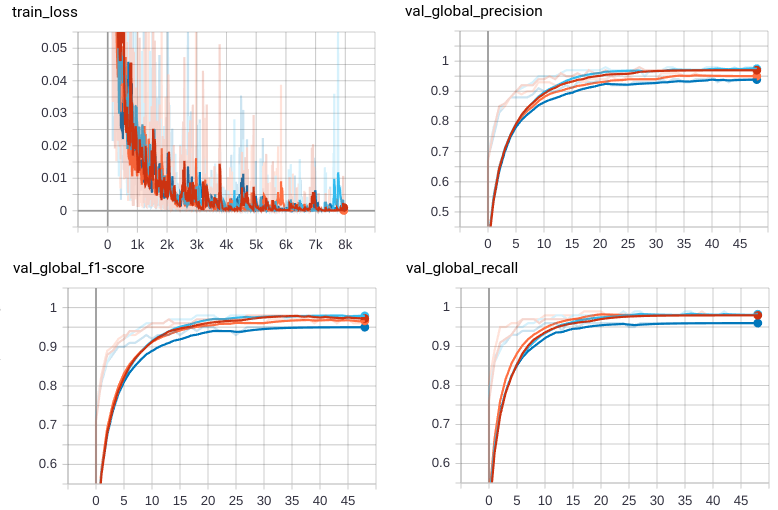 train_loss
0.05
0.04
0.03
0.02
0.01
0
0 1k 2k 3k 4k 5k 6k 7k 8k
val_global_precision
1
0.9
0.8
0.7
0.6
0.5
0 5 10 15 20 25 30 35 40 45
val_global_f1-score
1
0.9
0.8
0.7
0.6
0 5 10 15 20 25 30 35 40 45
val_global_recall
1
0.9
0.8
0.7
0.6
0 5 10 15 20 25 30 35 40 45